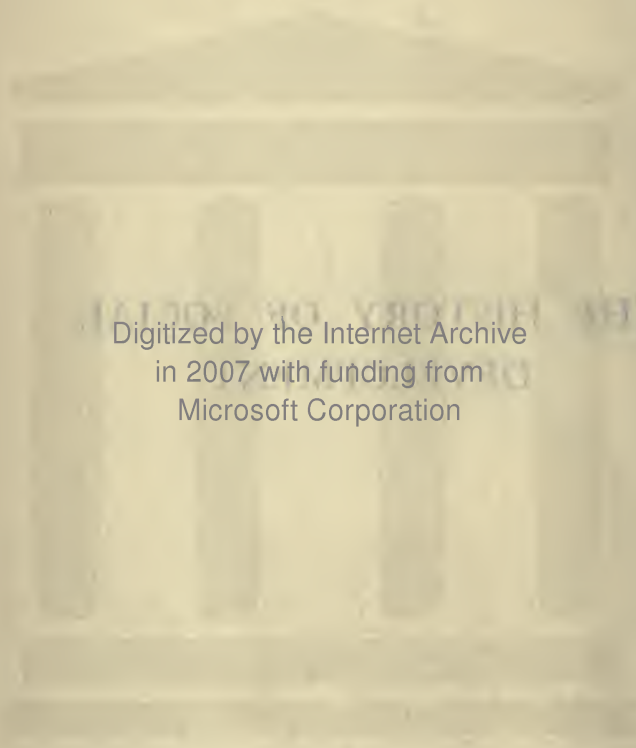 Digitized by the Internet Archive
in 2007 with funding from
Microsoft Corporation